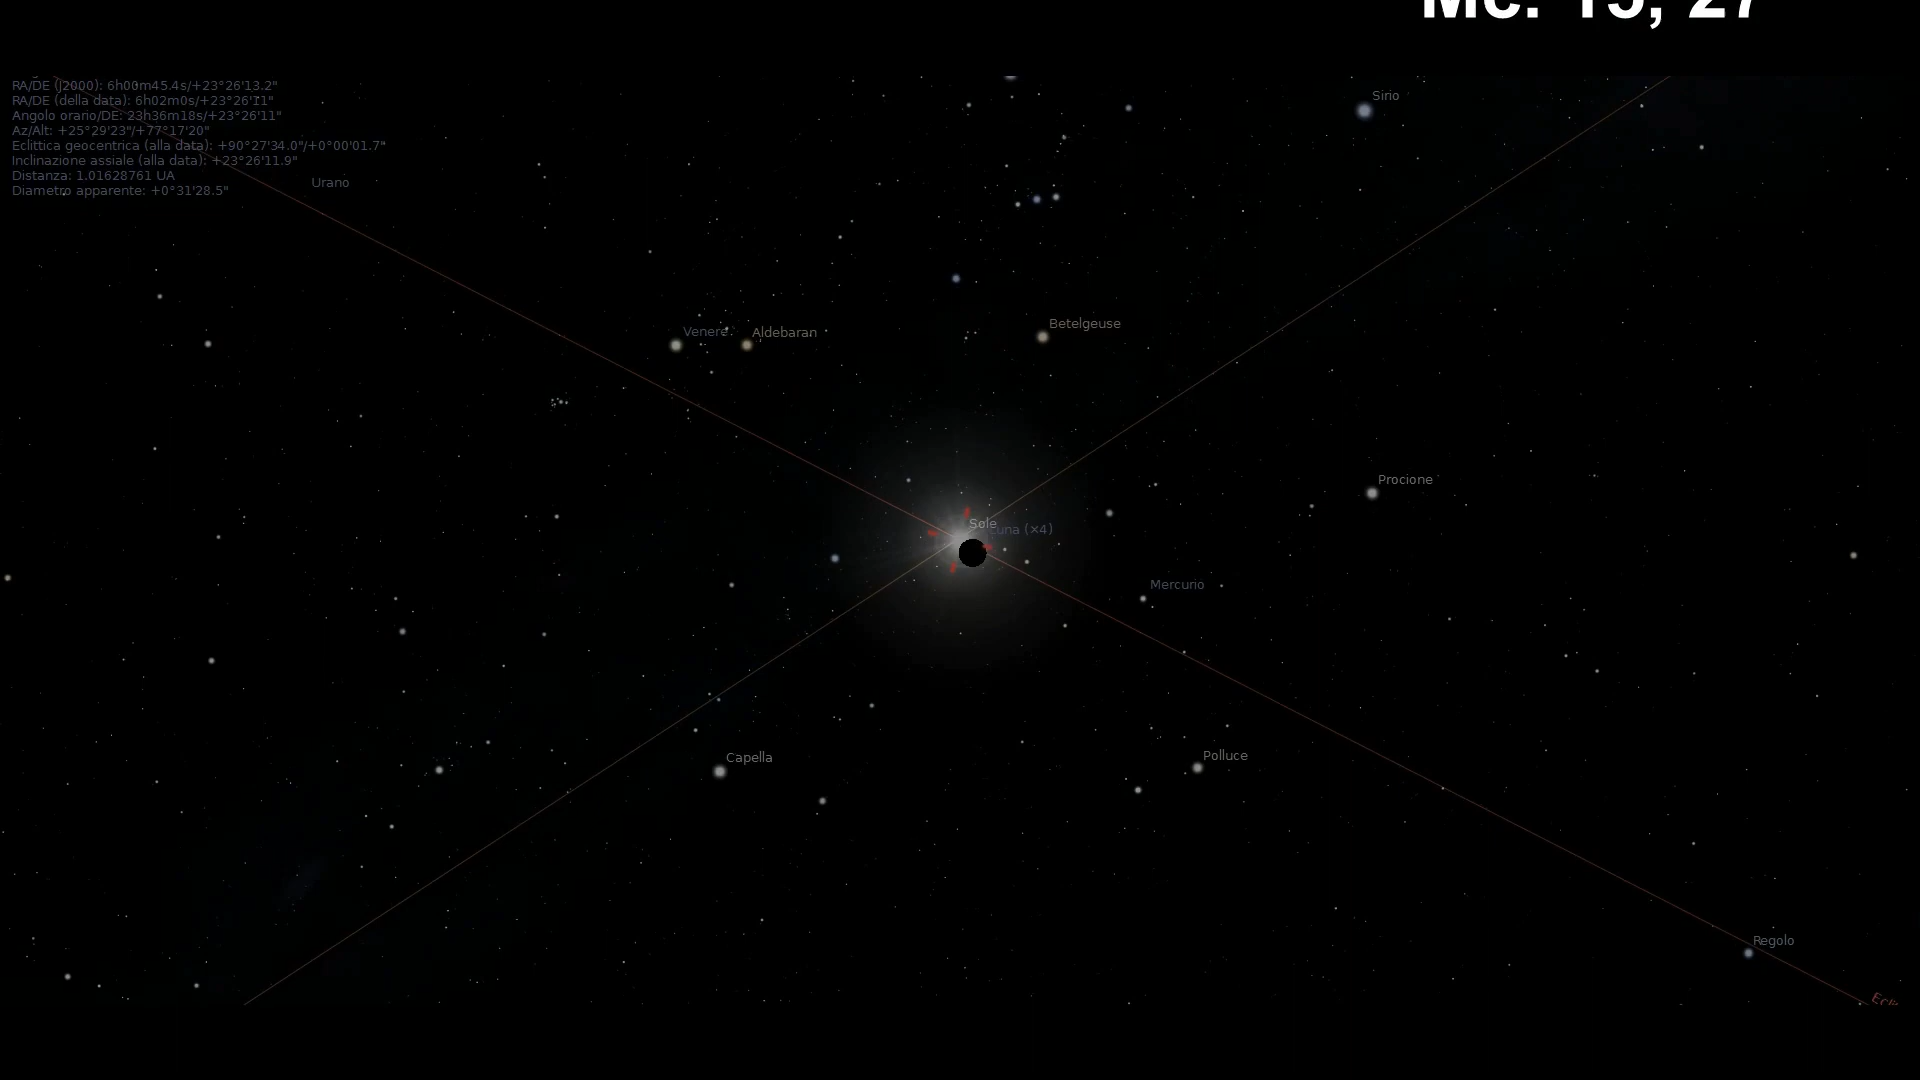 Mc. 15, 27
RA/DE (J2000): 6h00m45.4s/+23°26'13.2"
RA/DE (della data): 6h02m0s/+23°26'11"
Angolo orario/DE: 23h36m18s/+23°26'11"
Az/Alt: +25°29'23"/+77°17'20"
Eclittica geocentrica (alla data): +90°27'34.0"/+0°00'01.7"
Inclinazione assiale (alla data): +23°26'11.9"
Distanza: 1.01628761 UA
Diametro apparente: +0°31'28.5"
Sirio
Urano
Betelgeuse
Venere
Aldebaran
Procione
Sole
Luna (×4)
Mercurio
Polluce
Capella
Regolo